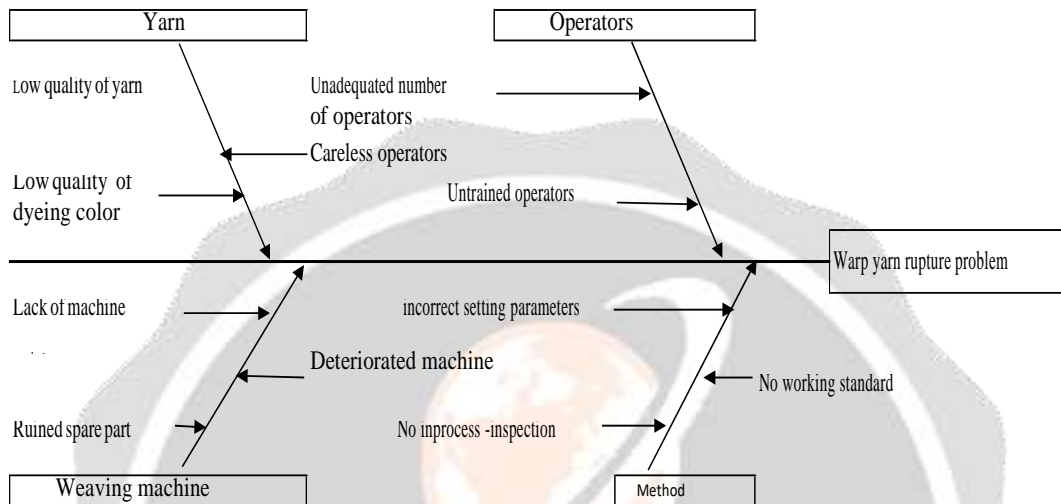 Yarn
Operators
Low quality of yarn
Unadequated number
of operators
Careless operators
Low quality of
dyeing color
Untrained operators
Warp yarn rupture problem
Lack of machine
incorrect setting parameters
Deteriorated machine
No working standard
Ruined spare part
No inprocess -inspection
Weaving machine
Method